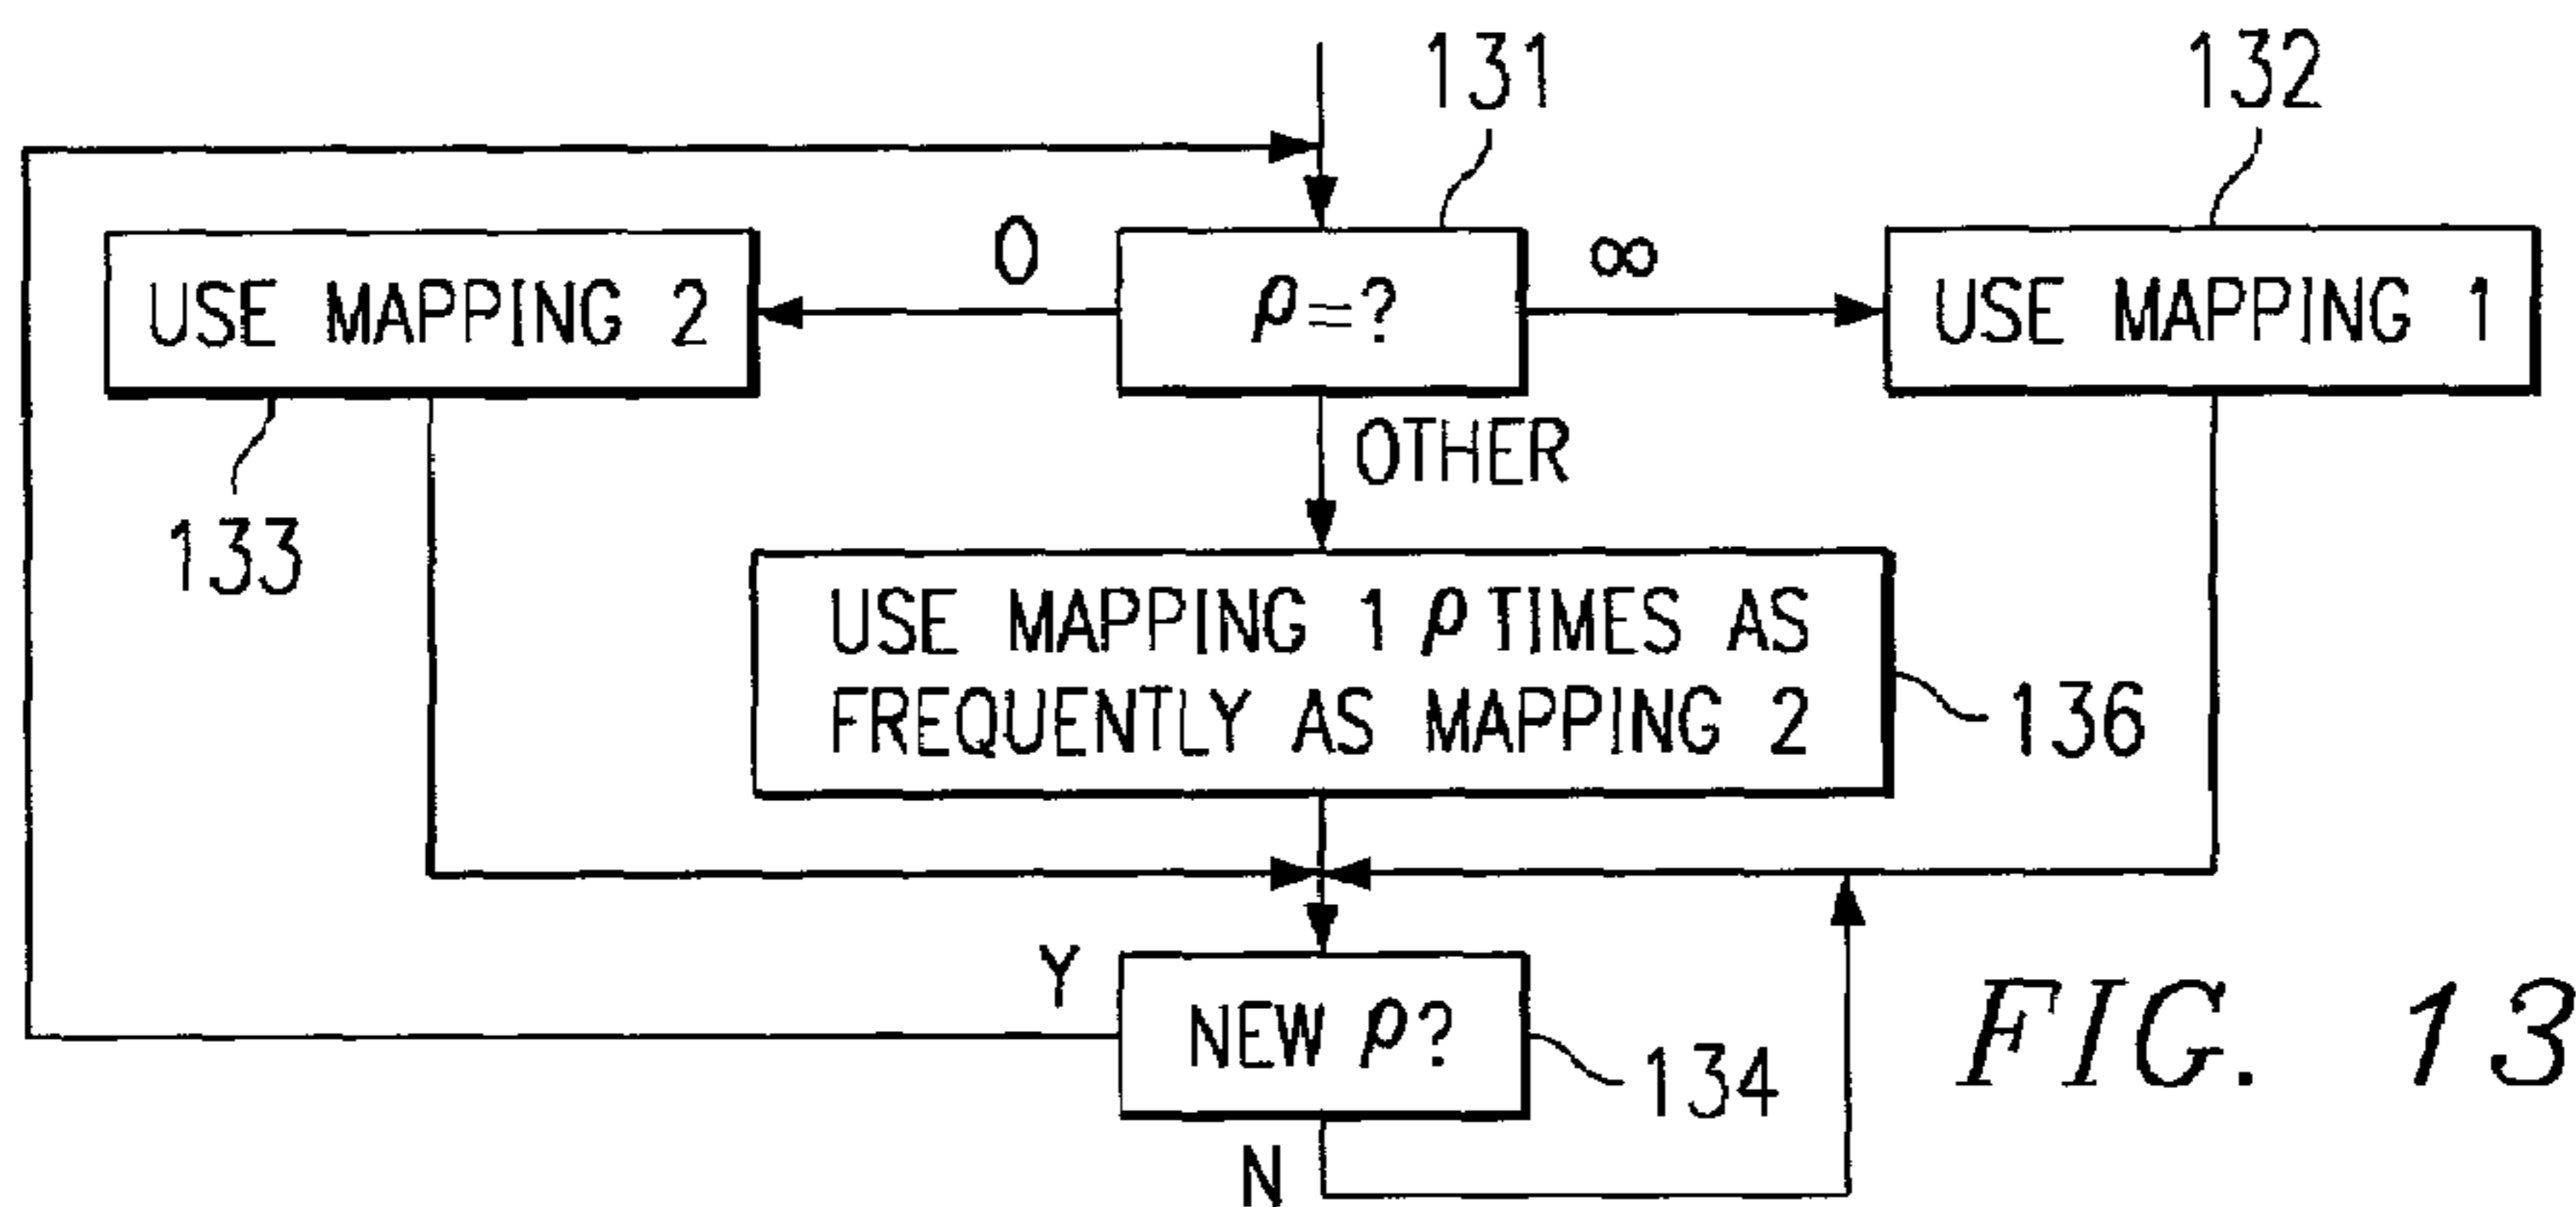 131
132
O
ρ=?
∞
USE MAPPING 2
USE MAPPING 1
OTHER
133
USE MAPPING 1 ρ TIMES AS
FREQUENTLY AS MAPPING 2
136
Y
NEW ρ?
134
N
FIG. 13